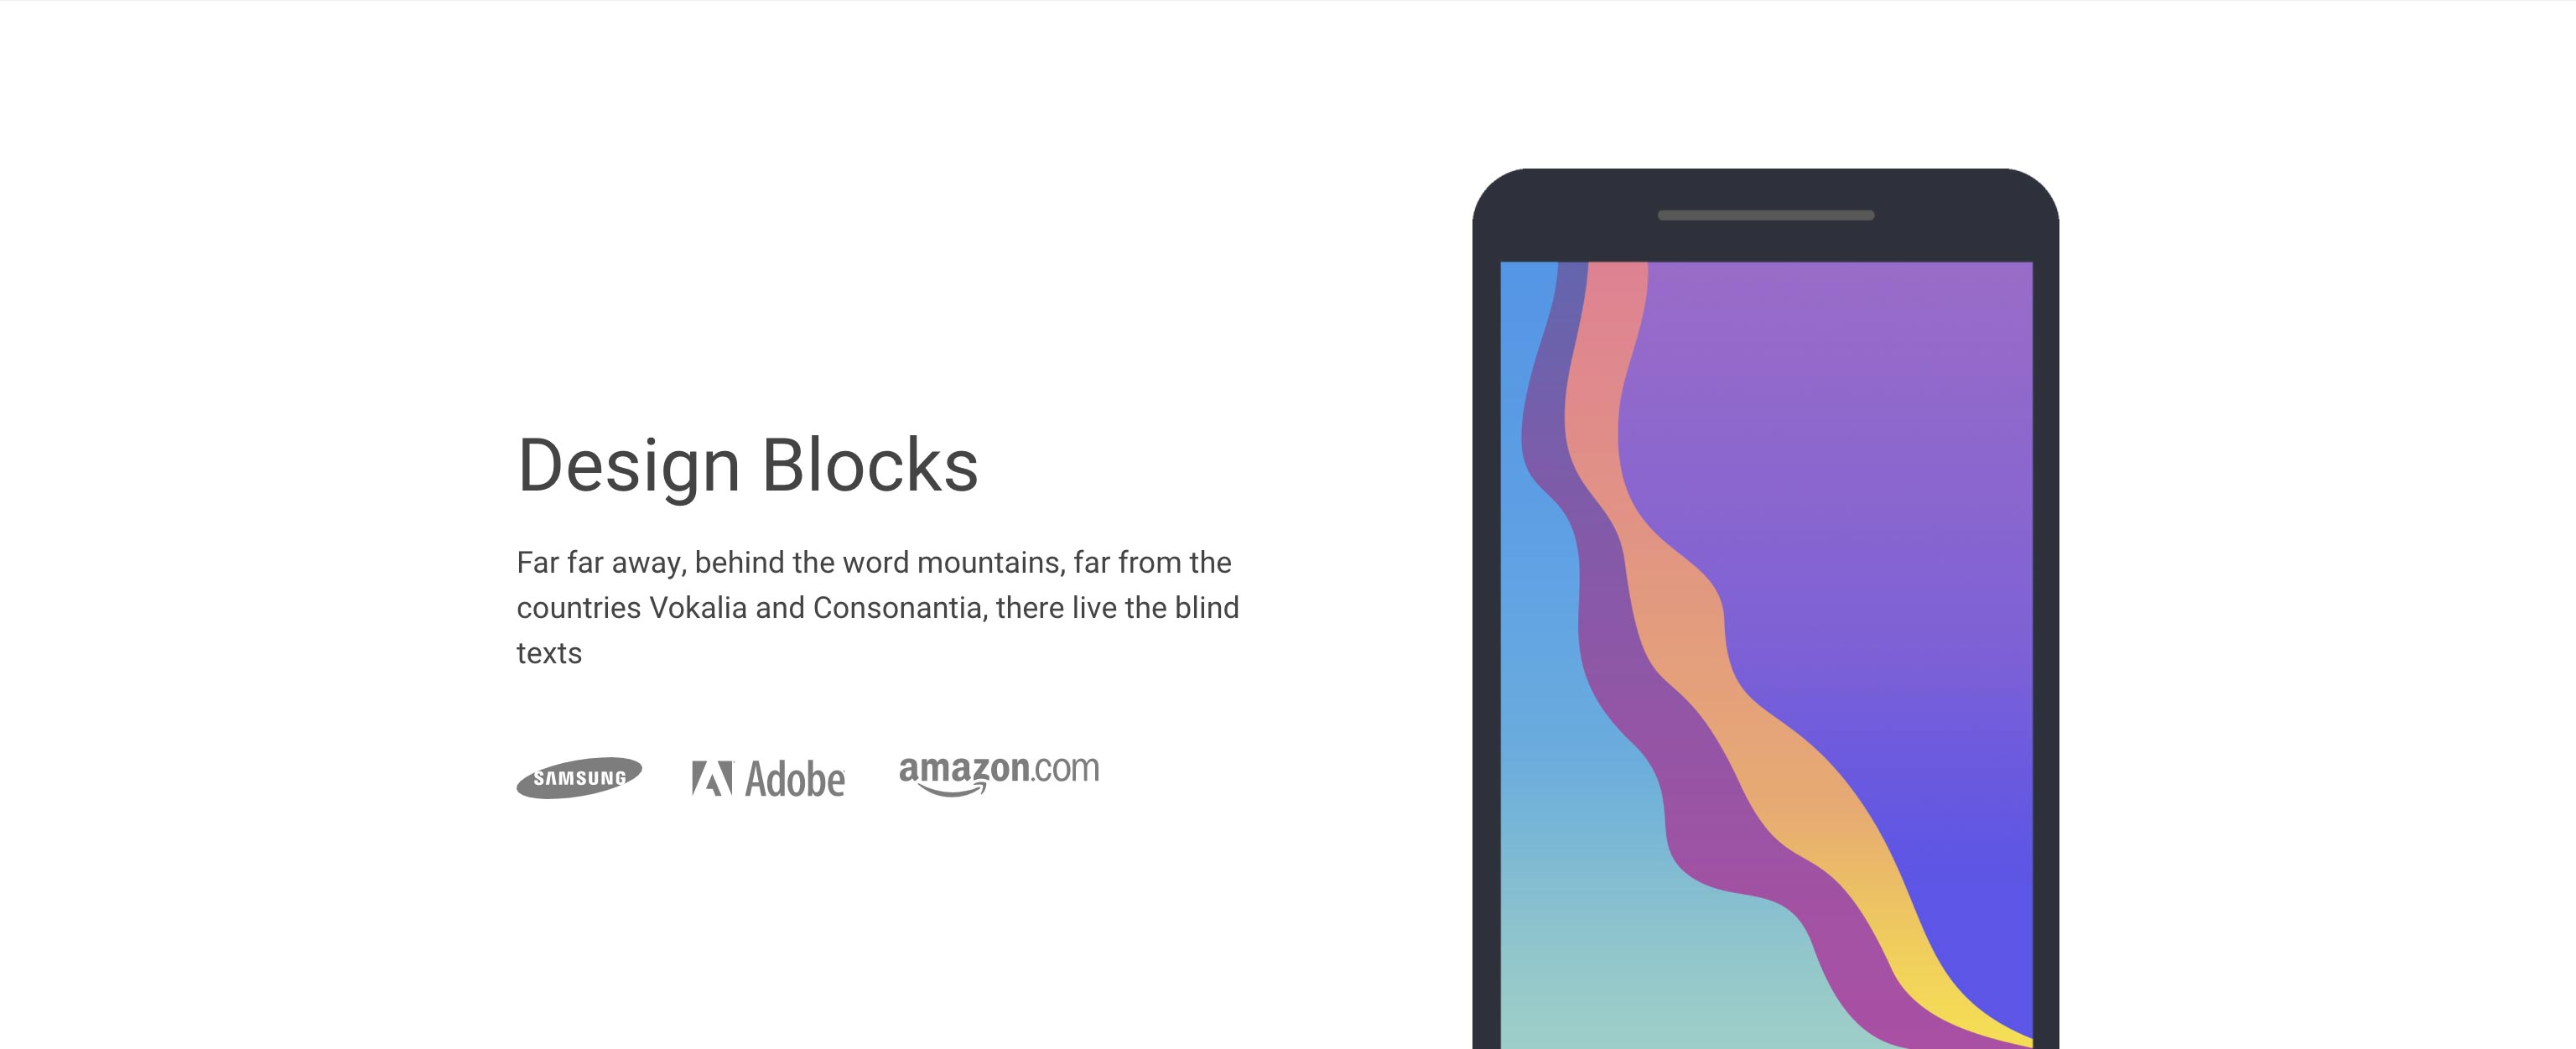 Design Blocks
Far far away, behind the word mountains, far from the
countries Vokalia and Consonantia, there live the blind
texts
SAMSUNG Adobe amazon.com